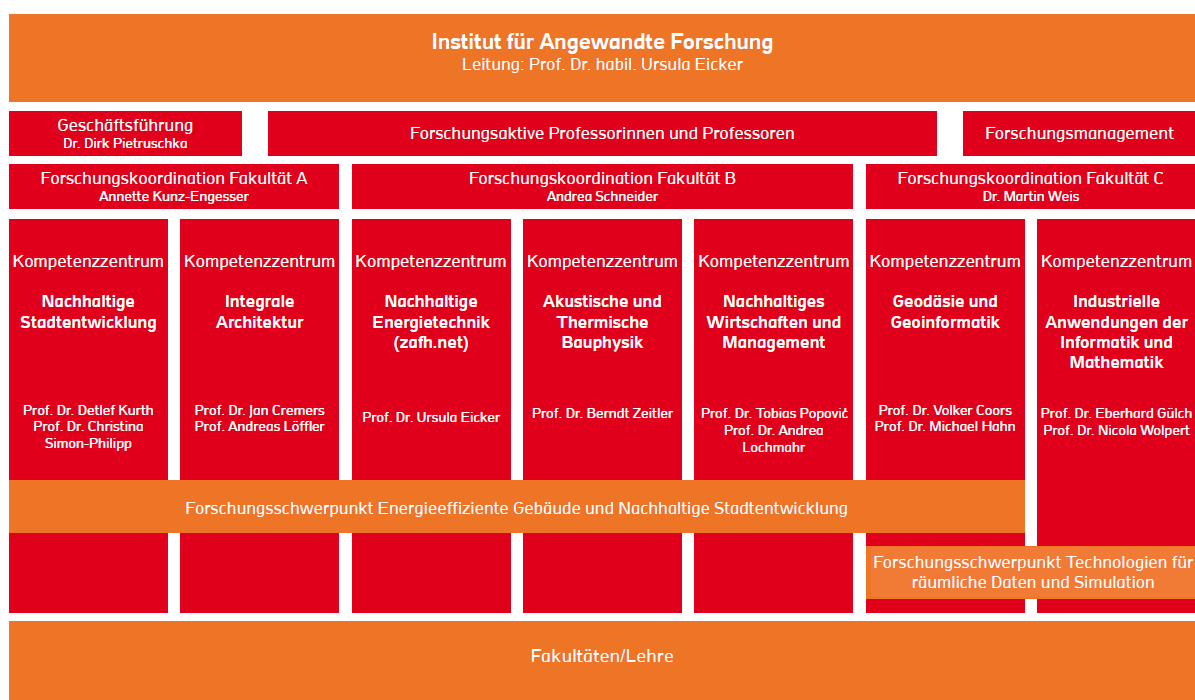 Institut für Angewandte Forschung
Leitung: Prof. Dr. habil. Ursula Eicker
Geschäftsführung
Dr. Dirk Pietruschka
Forschungsaktive Professorinnen und Professoren
Forschungsmanagement
Forschungskoordination Fakultät A
Annette Kunz-Engesser
Forschungskoordination Fakultät B
Andrea Schneider
Forschungskoordination Fakultät C
Dr. Martin Weis
Kompetenzzentrum
Nachhaltige
Stadtentwicklung
Prof. Dr. Detlef Kurth
Prof. Dr. Christina
Simon-Philipp
Kompetenzzentrum
Integrale
Architektur
Prof. Dr. Jan Cremers
Prof. Andreas Löffler
Kompetenzzentrum
Nachhaltige
Energietechnik
(zafh.net)
Prof. Dr. Ursula Eicker
Kompetenzzentrum
Akustische und
Thermische
Bauphysik
Prof. Dr. Berndt Zeitler
Kompetenzzentrum
Nachhaltiges
Wirtschaften und
Management
Prof. Dr. Tobias Popovič
Prof. Dr. Andrea
Lochmahr
Kompetenzzentrum
Geodäsie und
Geoinformatik
Prof. Dr. Volker Coors
Prof. Dr. Michael Hahn
Kompetenzzentrum
Industrielle
Anwendungen der
Informatik und
Mathematik
Prof. Dr. Eberhard Gülch
Prof. Dr. Nicola Wolpert
Forschungsschwerpunkt Energieeffiziente Gebäude und Nachhaltige Stadtentwicklung
Forschungsschwerpunkt Technologien für
räumliche Daten und Simulation
Fakultäten/Lehre